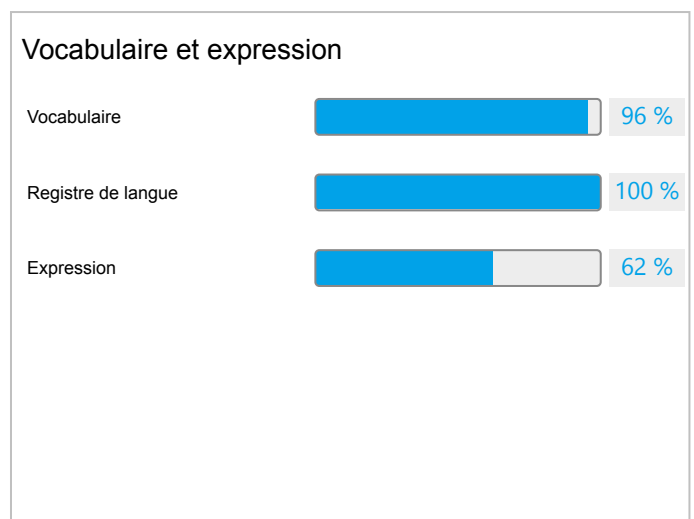 Vocabulaire et expression
Vocabulaire 96 %
Registre de langue 100 %
Expression 62 %